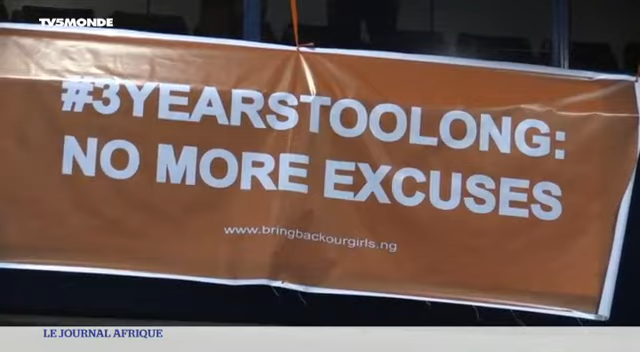 TV5MONDE
#3YEARSTOOLONG:
NO MORE EXCUSES
www.bringbackourgirls.ng
LE JOURNAL AFRIQUE